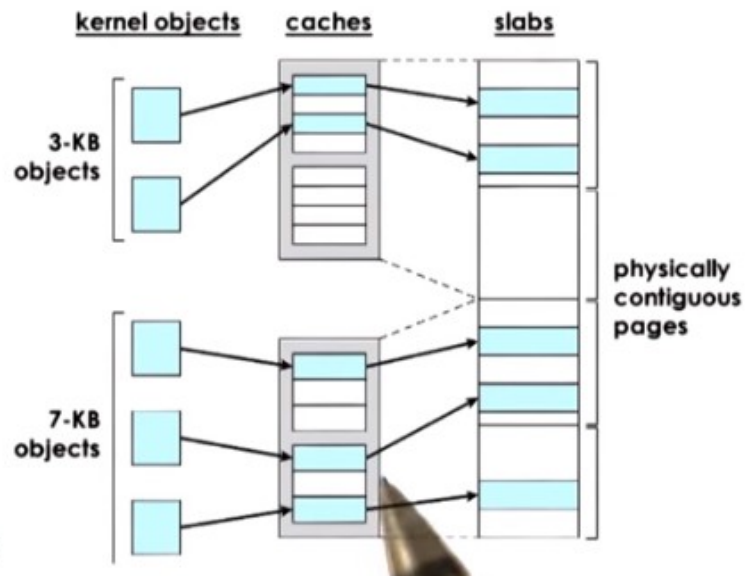 kernel objects
caches
slabs
3-KB
objects
physically
contiguous
pages
7-KB
objects